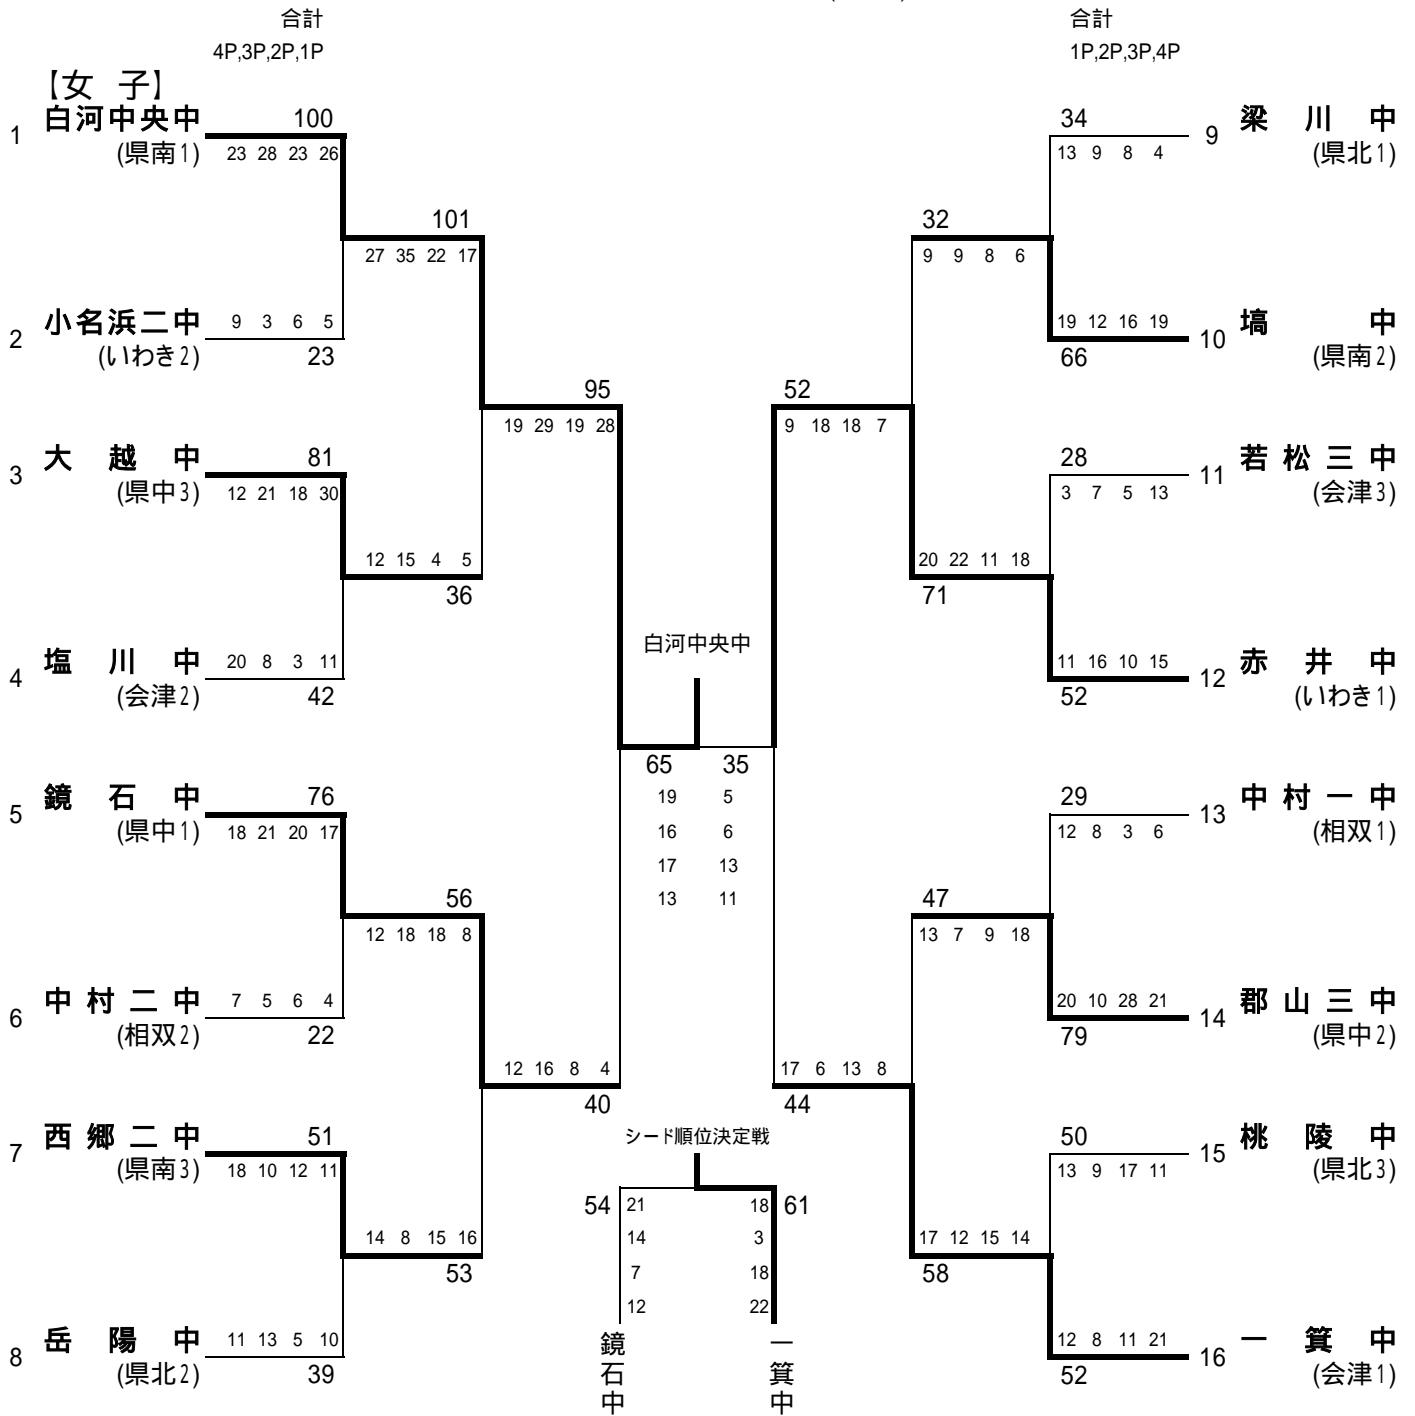 合計 合計
4P,3P,2P,1P 1P,2P,3P,4P
【女 子】
1 白河中央中 100 34 9 梁川中
(県南1) 23 28 23 26 13 9 8 4 (県北1)
101 32
27 35 22 17 9 9 8 6
2 小名浜二中 9 3 6 5 19 12 16 19 10 塙中
(いわき2) 23 66 (県南2)
95 52
19 29 19 28 9 18 18 7
3 大越中 81 28 11 若松三中
(県中3) 12 21 18 30 3 7 5 13 (会津3)
12 15 4 5 20 22 11 18
36 71
白河中央中
4 塩川中 20 8 3 11 11 16 10 15 12 赤井中
(会津2) 42 52 (いわき1)
65 35
5 鏡石中 76 19 5 29 13 中村一中
(県中1) 18 21 20 17 16 6 12 8 3 6 (相双1)
17 13
56 13 11 47
12 18 18 8 13 7 9 18
6 中村二中 7 5 6 4 20 10 28 21 14 郡山三中
(相双2) 22 79 (県中2)
12 16 8 4 17 6 13 8
40 44
7 西郷二中 51 シード順位決定戦 50 15 桃陵中
(県南3) 18 10 12 11 13 9 17 11 (県北3)
54 21 18 61
14 8 15 16 14 3 17 12 15 14
53 7 18 58
12 22
8 岳陽中 11 13 5 10 鏡石中 一箕中 12 8 11 21 16 一箕中
(県北2) 39 52 (会津1)